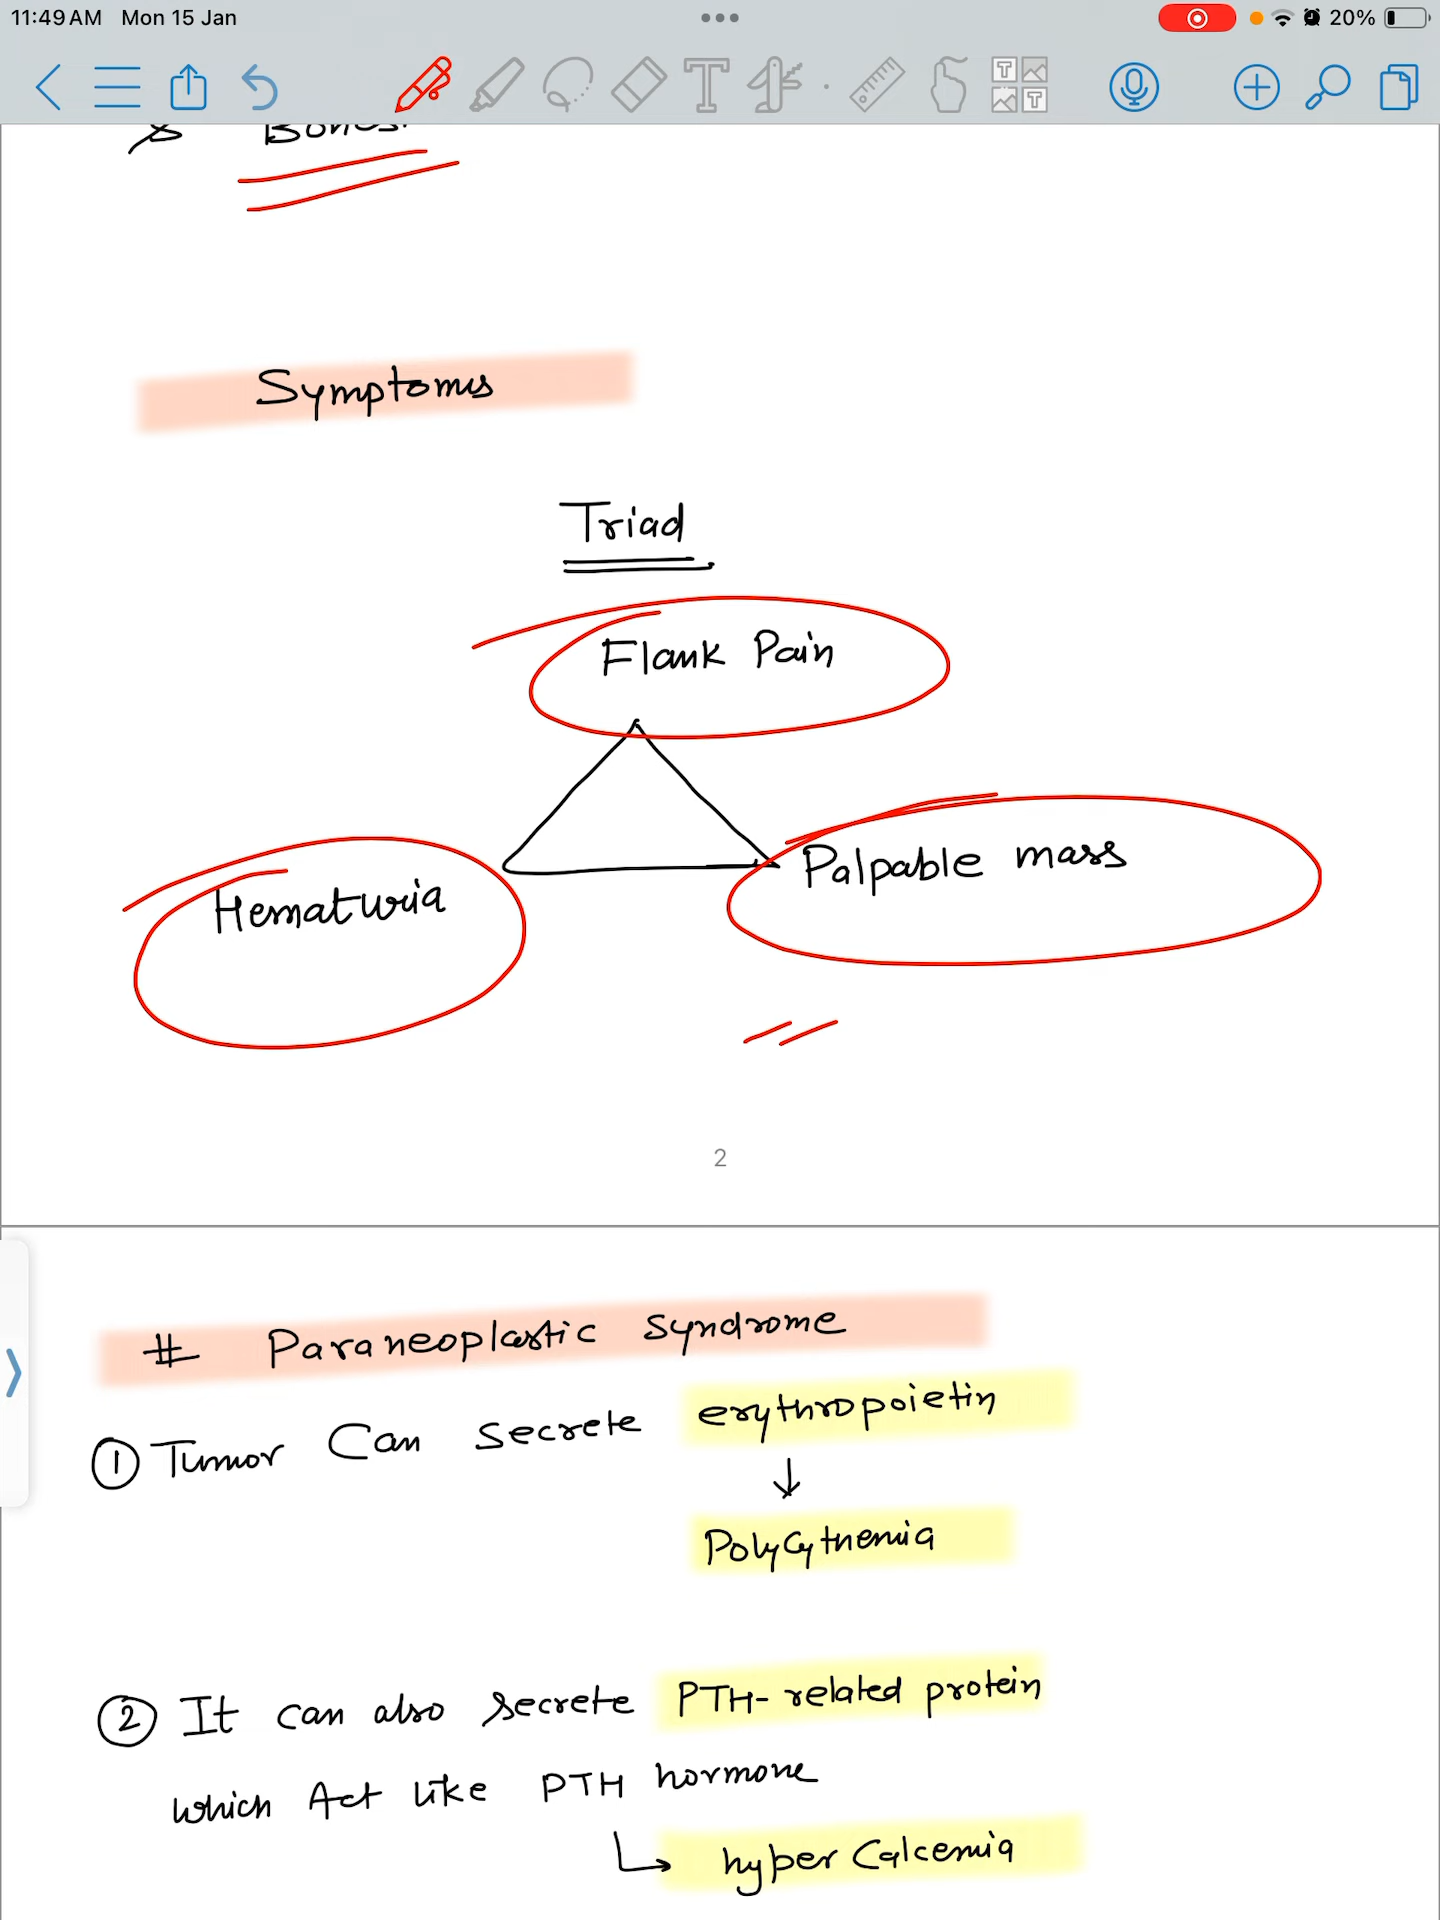 11:49 AM Mon 15 Jan
20%
& Bones.
Symptoms
Triad
Flank Pain
Hematuria
Palpable mass
2
# Paraneoplastic syndrome
① Tumor Can secrete erythropoietin
↓
Polycythemia
② It can also secrete PTH-related protein
which Act like PTH hormone
↳ hyper Calcemia